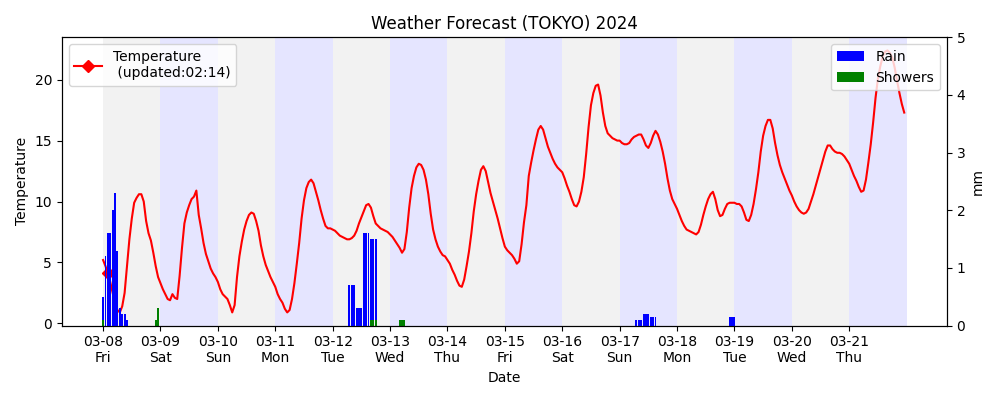 Weather Forecast (TOKYO) 2024
Temperature
(updated:02:14)
Rain
Showers
Temperature
20
15
10
5
0
5
4
3
2
1
0
mm
03-08 03-09 03-10 03-11 03-12 03-13 03-14 03-15 03-16 03-17 03-18 03-19 03-20 03-21
Fri Sat Sun Mon Tue Wed Thu Fri Sat Sun Mon Tue Wed Thu
Date